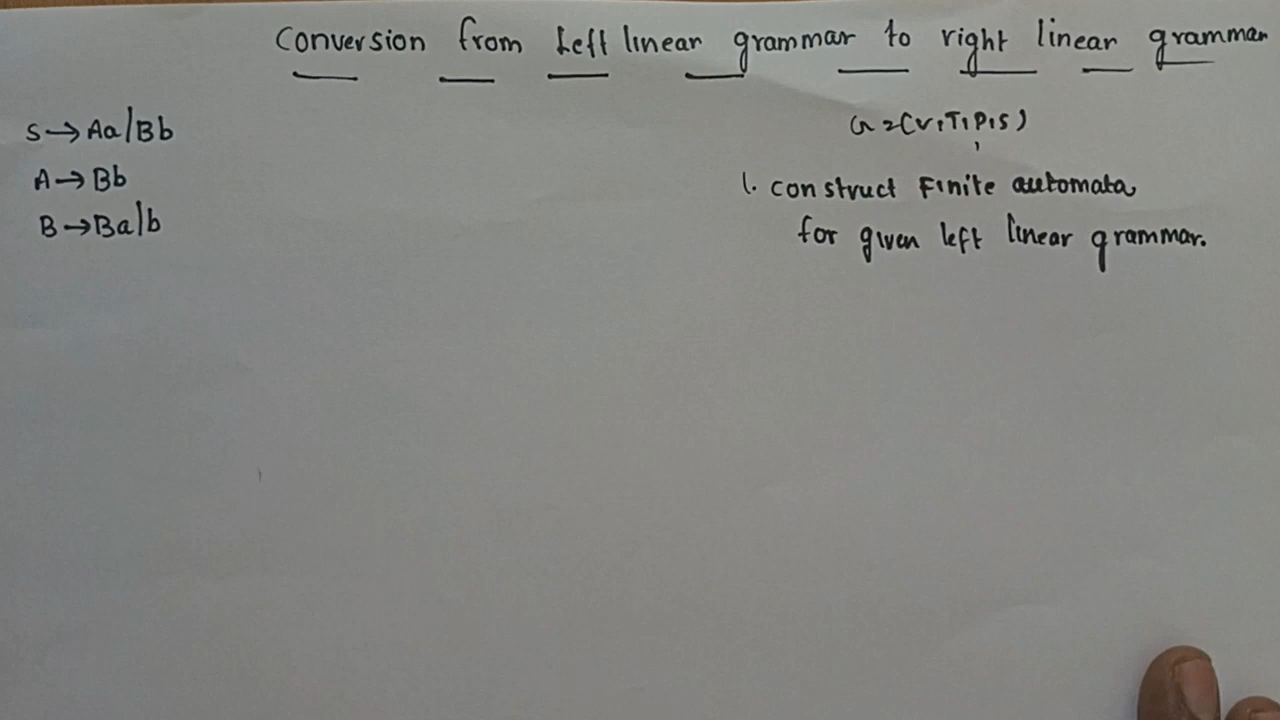 Conversion from Left linear grammar to right linear grammar
S→Aa/Bb
A→Bb
B→Ba/b
G=(V,T,P,S)
1. construct Finite automata
for given left linear grammar.